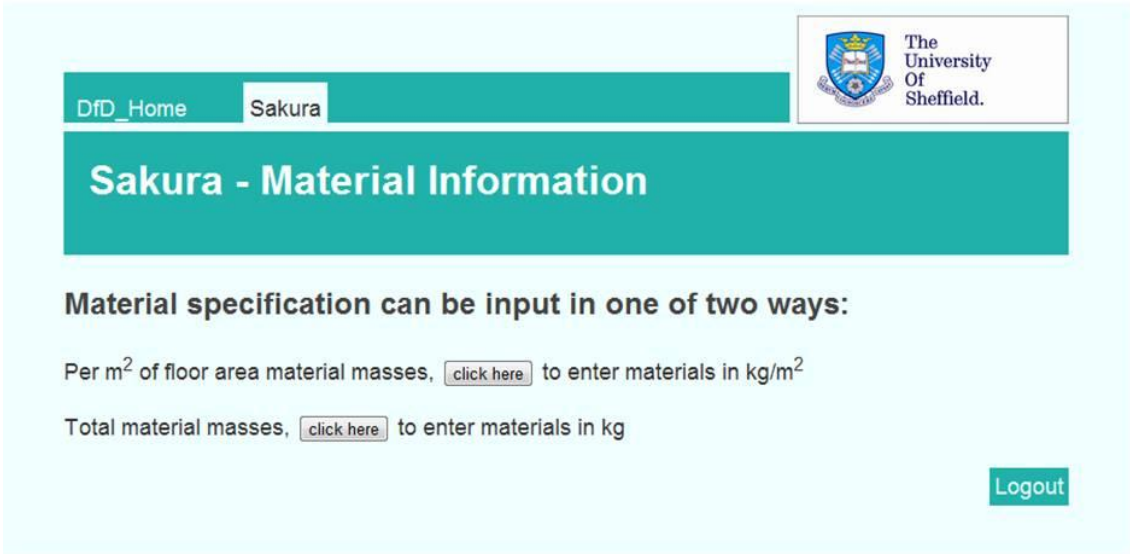 The
University
Of
Sheffield.
DfD_Home Sakura
Sakura - Material Information
Material specification can be input in one of two ways:
Per m² of floor area material masses, click here to enter materials in kg/m²
Total material masses, click here to enter materials in kg
Logout